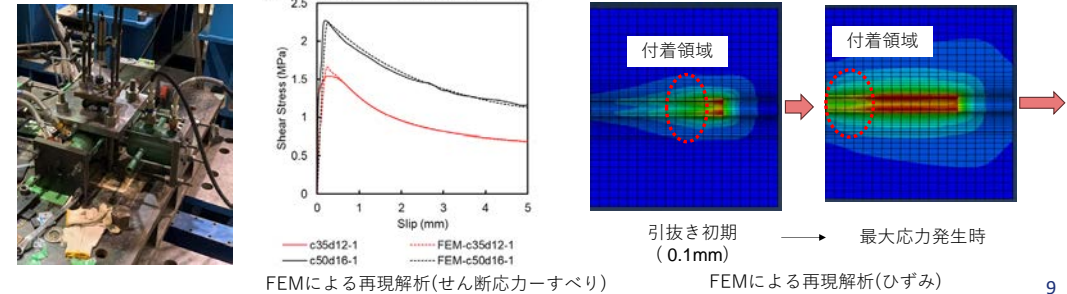 2.5
2
1.5
1
0.5
0
Shear Stress (MPa)
0 1 2 3 4 5
Slip (mm)
c35d12-1 FEM-c35d12-1
c50d16-1 FEM-c50d16-1
FEMによる再現解析(せん断応力ーすべり)
付着領域
付着領域
引抜き初期
( 0.1mm)
最大応力発生時
FEMによる再現解析(ひずみ)
9